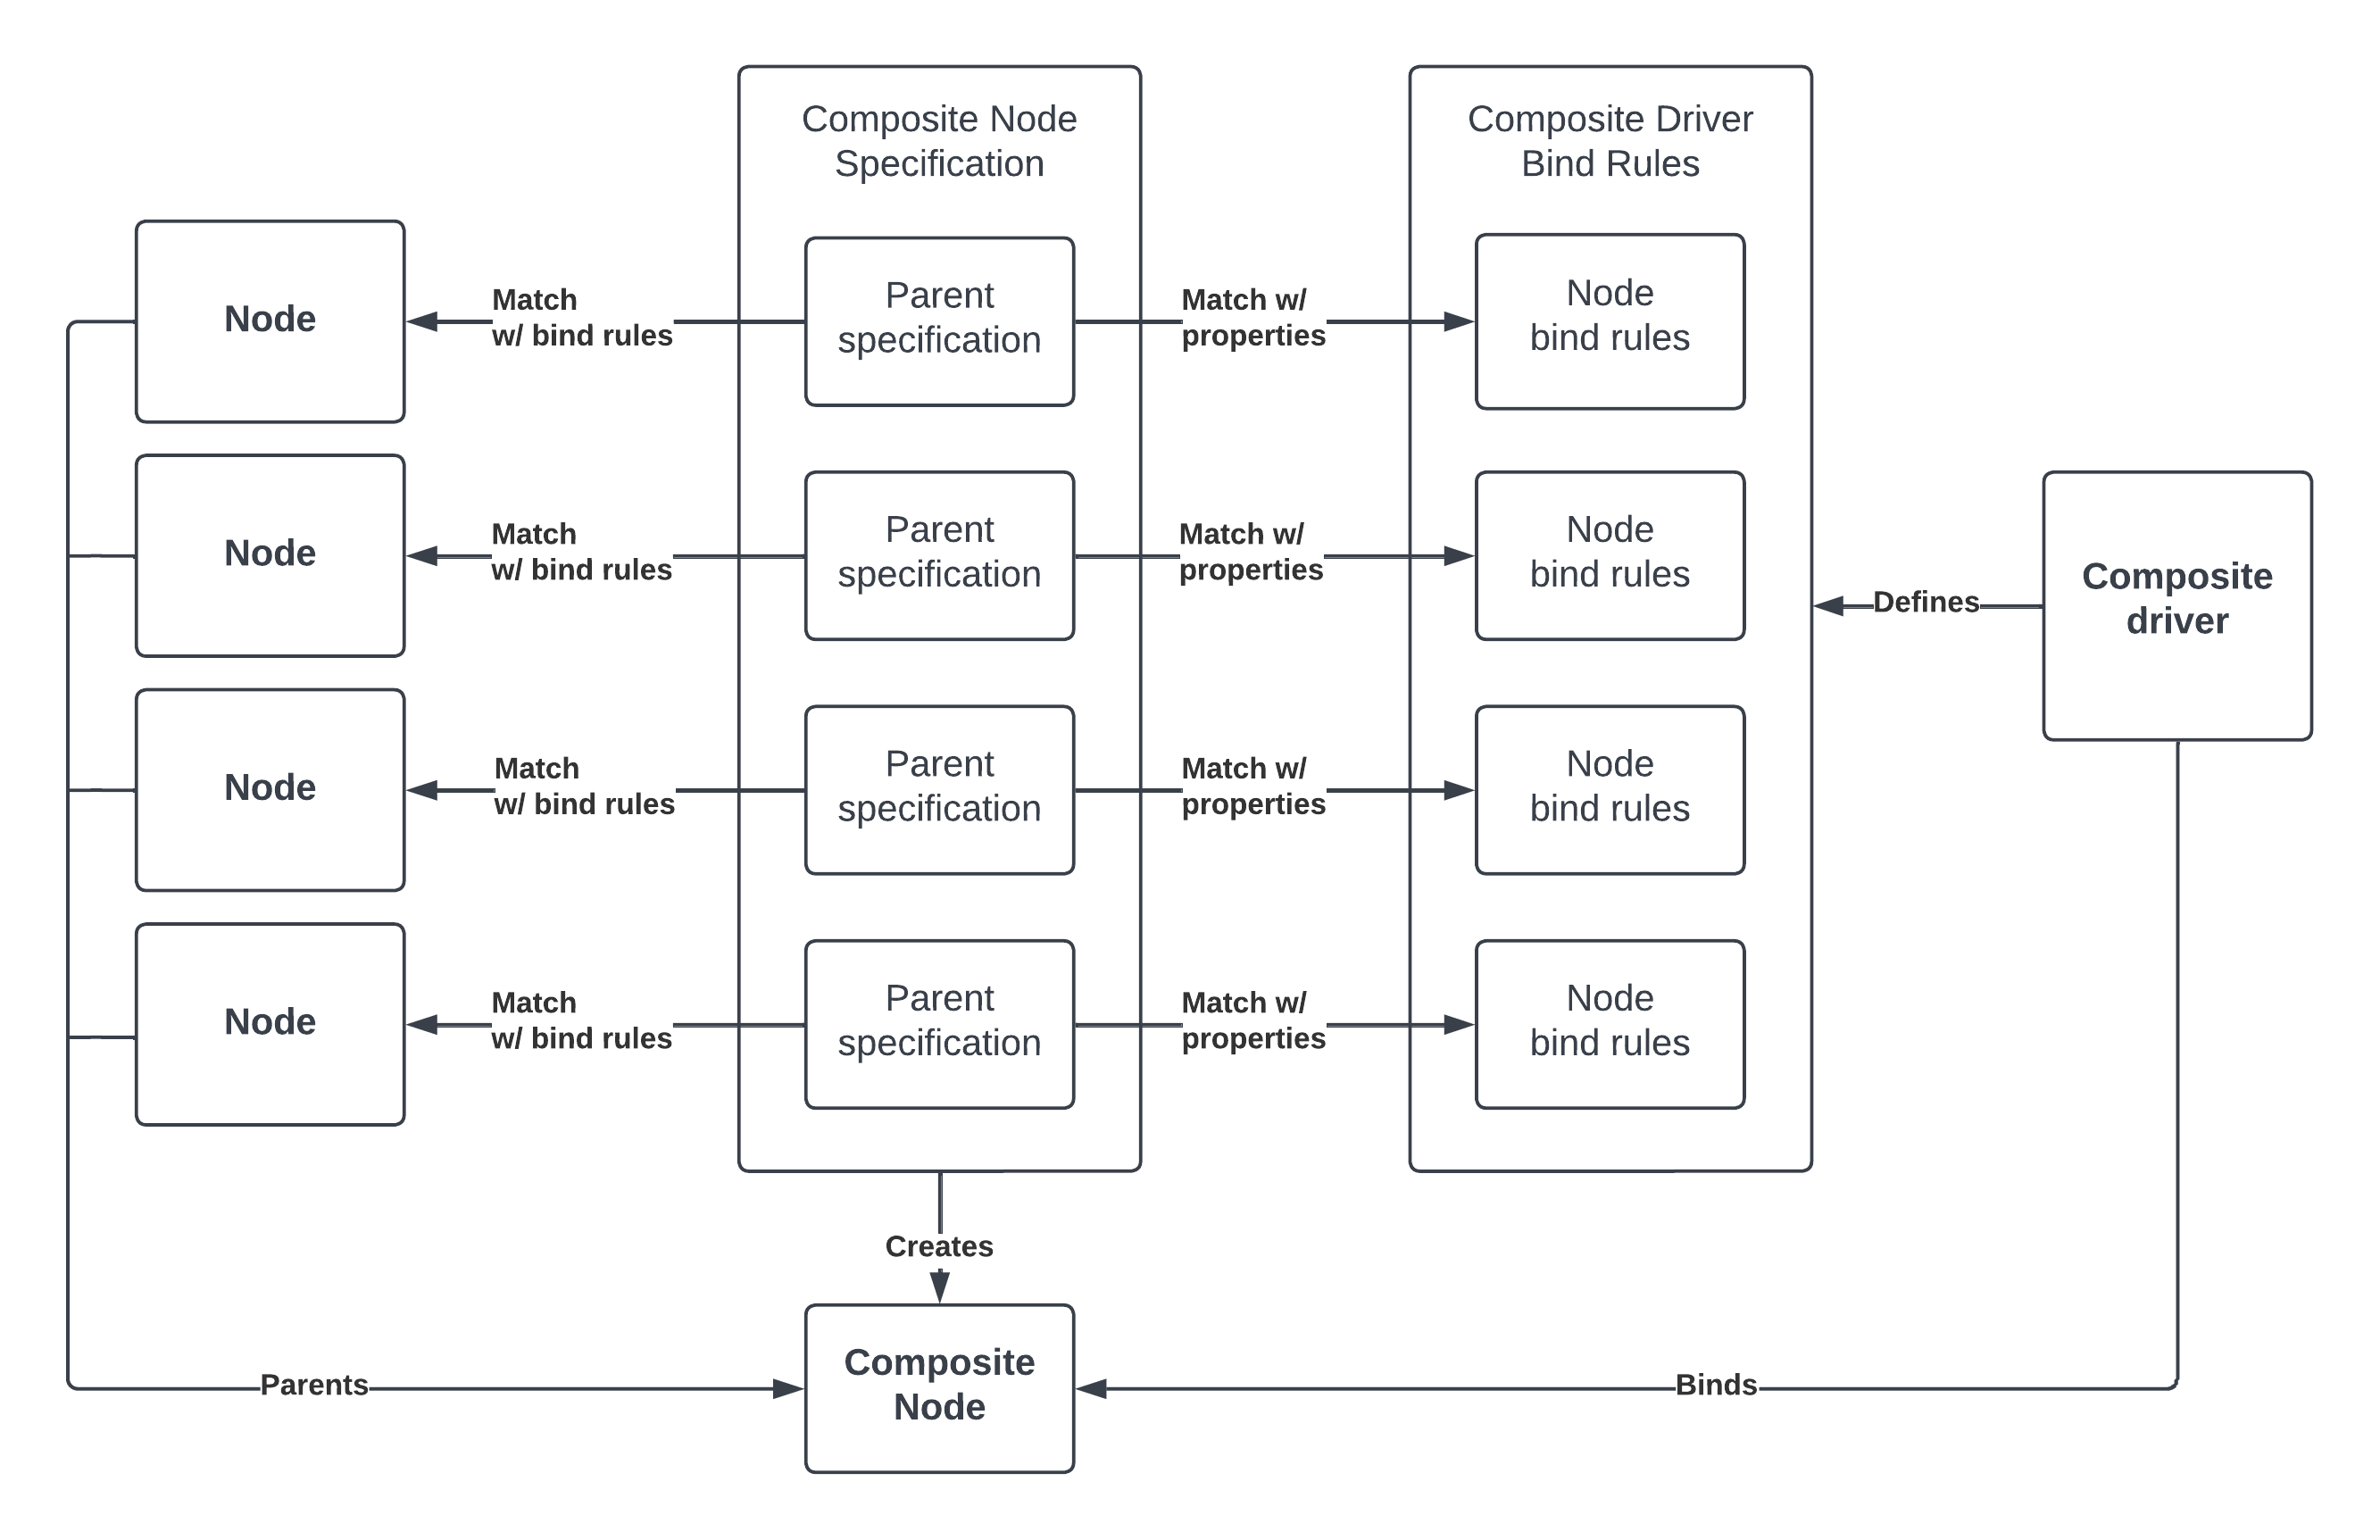 Composite Node
Specification
Composite Driver
Bind Rules
Node
Match
w/ bind rules
Parent
specification
Match w/
properties
Node
bind rules
Node
Match
w/ bind rules
Parent
specification
Match w/
properties
Node
bind rules
Composite
driver
Defines
Node
Match
w/ bind rules
Parent
specification
Match w/
properties
Node
bind rules
Node
Match
w/ bind rules
Parent
specification
Match w/
properties
Node
bind rules
Creates
Parents
Composite
Node
Binds